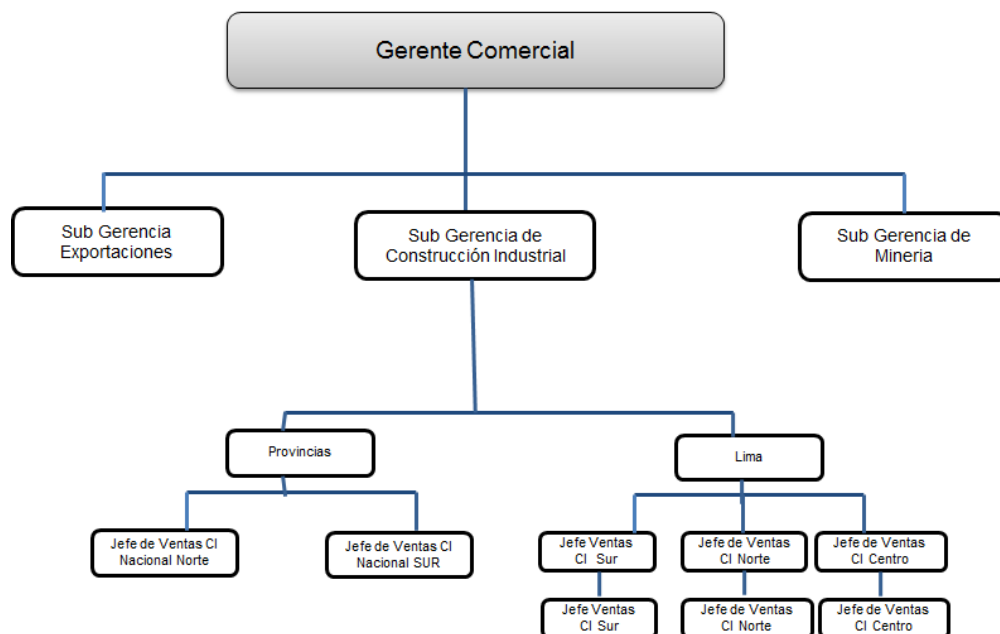 Gerente Comercial
Sub Gerencia
Exportaciones
Sub Gerencia de
Construcción Industrial
Sub Gerencia de
Mineria
Provincias
Lima
Jefe de Ventas CI
Nacional Norte
Jefe de Ventas CI
Nacional SUR
Jefe Ventas
CI Sur
Jefe de Ventas
CI Norte
Jefe de Ventas
CI Centro
Jefe Ventas
CI Sur
Jefe de Ventas
CI Norte
Jefe de Ventas
CI Centro